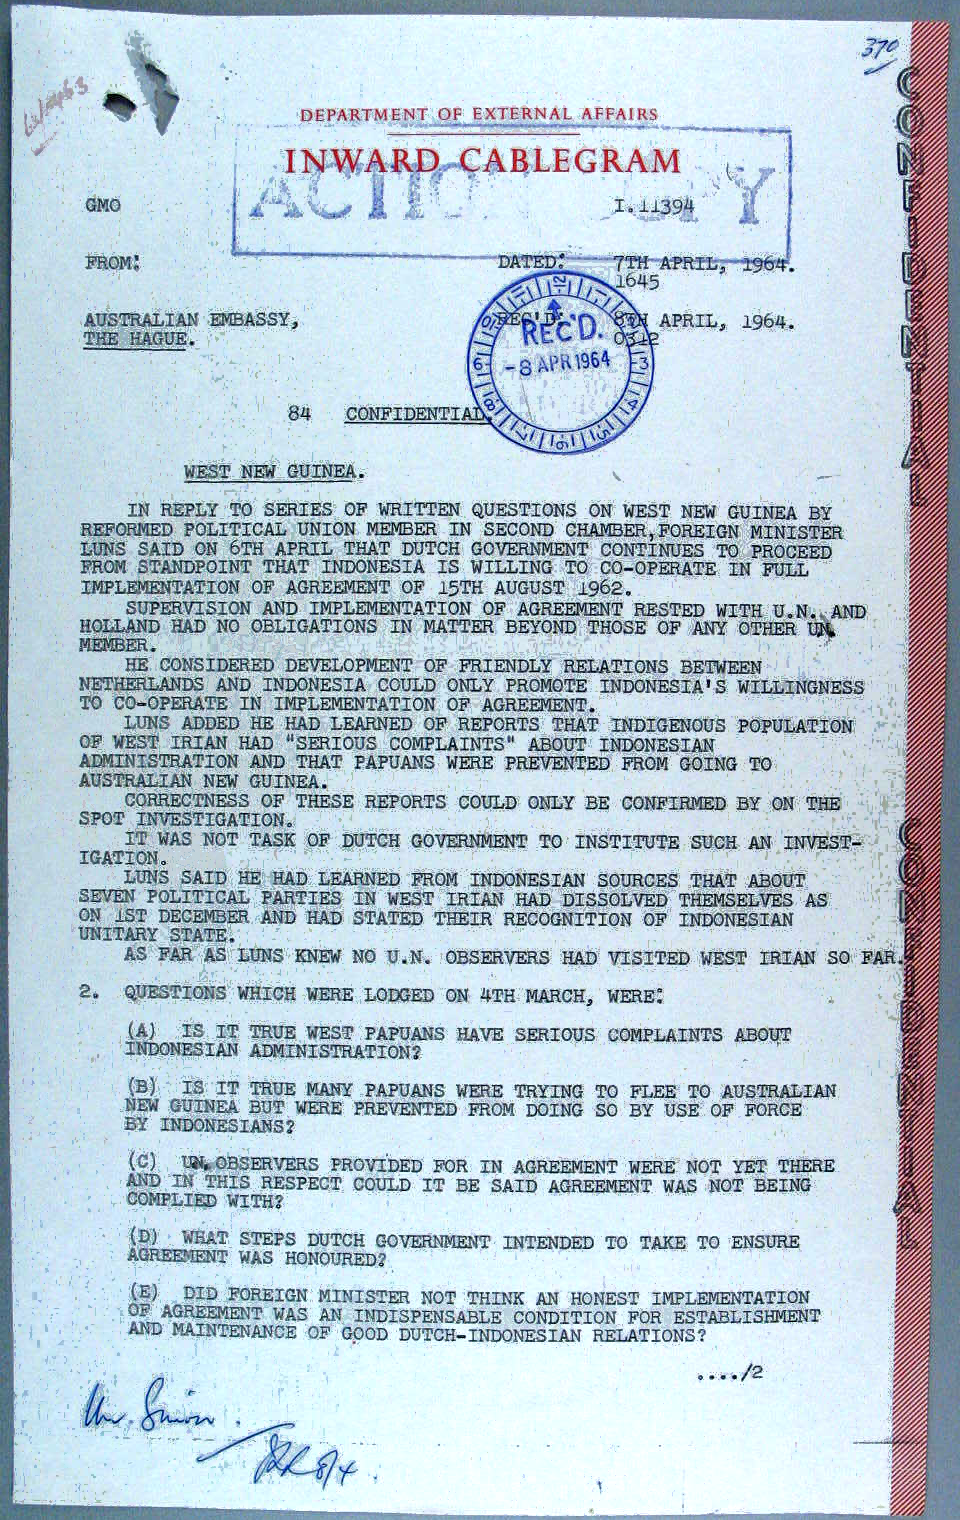 370
DEPARTMENT OF EXTERNAL AFFAIRS
INWARD CABLEGRAM
ACTION COPY
GMO
I.11394
FROM:
DATED: 7TH APRIL, 1964.
1645
AUSTRALIAN EMBASSY,
REC'D: 8TH APRIL, 1964.
THE HAGUE.
0312
REC'D.
-8 APR 1964
84 CONFIDENTIAL.
WEST NEW GUINEA.
IN REPLY TO SERIES OF WRITTEN QUESTIONS ON WEST NEW GUINEA BY
REFORMED POLITICAL UNION MEMBER IN SECOND CHAMBER, FOREIGN MINISTER
LUNS SAID ON 6TH APRIL THAT DUTCH GOVERNMENT CONTINUES TO PROCEED
FROM STANDPOINT THAT INDONESIA IS WILLING TO CO-OPERATE IN FULL
IMPLEMENTATION OF AGREEMENT OF 15TH AUGUST 1962.
SUPERVISION AND IMPLEMENTATION OF AGREEMENT RESTED WITH U.N. AND
HOLLAND HAD NO OBLIGATIONS IN MATTER BEYOND THOSE OF ANY OTHER UN
MEMBER.
HE CONSIDERED DEVELOPMENT OF FRIENDLY RELATIONS BETWEEN
NETHERLANDS AND INDONESIA COULD ONLY PROMOTE INDONESIA'S WILLINGNESS
TO CO-OPERATE IN IMPLEMENTATION OF AGREEMENT.
LUNS ADDED HE HAD LEARNED OF REPORTS THAT INDIGENOUS POPULATION
OF WEST IRIAN HAD "SERIOUS COMPLAINTS" ABOUT INDONESIAN
ADMINISTRATION AND THAT PAPUANS WERE PREVENTED FROM GOING TO
AUSTRALIAN NEW GUINEA.
CORRECTNESS OF THESE REPORTS COULD ONLY BE CONFIRMED BY ON THE
SPOT INVESTIGATION.
IT WAS NOT TASK OF DUTCH GOVERNMENT TO INSTITUTE SUCH AN INVEST-
IGATION.
LUNS SAID HE HAD LEARNED FROM INDONESIAN SOURCES THAT ABOUT
SEVEN POLITICAL PARTIES IN WEST IRIAN HAD DISSOLVED THEMSELVES AS
ON 1ST DECEMBER AND HAD STATED THEIR RECOGNITION OF INDONESIAN
UNITARY STATE.
AS FAR AS LUNS KNEW NO U.N. OBSERVERS HAD VISITED WEST IRIAN SO FAR.
2. QUESTIONS WHICH WERE LODGED ON 4TH MARCH, WERE:
(A) IS IT TRUE WEST PAPUANS HAVE SERIOUS COMPLAINTS ABOUT
INDONESIAN ADMINISTRATION?
(B) IS IT TRUE MANY PAPUANS WERE TRYING TO FLEE TO AUSTRALIAN
NEW GUINEA BUT WERE PREVENTED FROM DOING SO BY USE OF FORCE
BY INDONESIANS?
(C) UN. OBSERVERS PROVIDED FOR IN AGREEMENT WERE NOT YET THERE
AND IN THIS RESPECT COULD IT BE SAID AGREEMENT WAS NOT BEING
COMPLIED WITH?
(D) WHAT STEPS DUTCH GOVERNMENT INTENDED TO TAKE TO ENSURE
AGREEMENT WAS HONOURED?
(E) DID FOREIGN MINISTER NOT THINK AN HONEST IMPLEMENTATION
OF AGREEMENT WAS AN INDISPENSABLE CONDITION FOR ESTABLISHMENT
AND MAINTENANCE OF GOOD DUTCH-INDONESIAN RELATIONS?
..../2
8/4
CONFIDENTIAL
CONFIDENTIAL